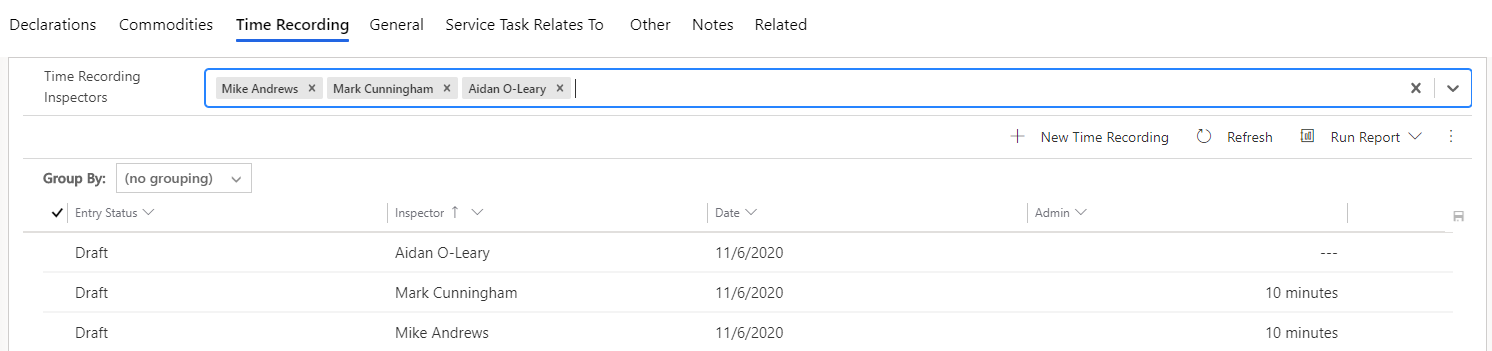 Declarations Commodities Time Recording General Service Task Relates To Other Notes Related
Time Recording
Inspectors
Mike Andrews × Mark Cunningham × Aidan O-Leary ×
New Time Recording Refresh Run Report
Group By: (no grouping)
Entry Status Inspector ↑ Date Admin
Draft Aidan O-Leary 11/6/2020 ---
Draft Mark Cunningham 11/6/2020 10 minutes
Draft Mike Andrews 11/6/2020 10 minutes